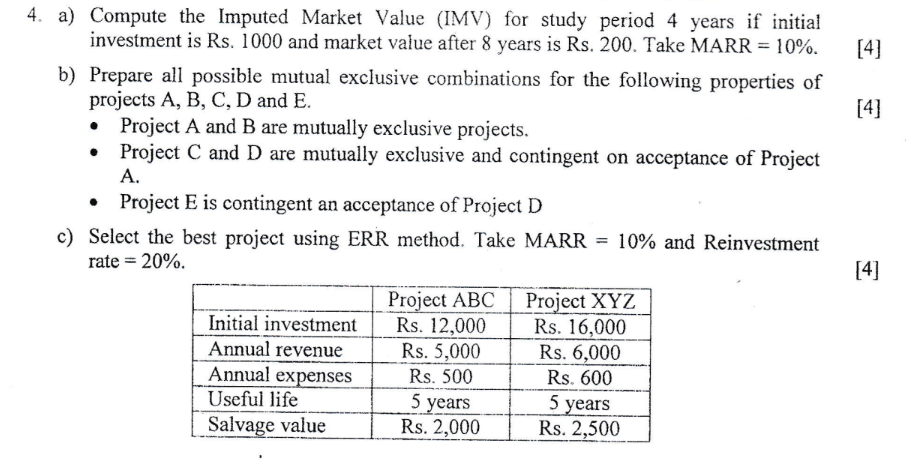 4. a) Compute the Imputed Market Value (IMV) for study period 4 years if initial
investment is Rs. 1000 and market value after 8 years is Rs. 200. Take MARR = 10%. [4]
b) Prepare all possible mutual exclusive combinations for the following properties of
projects A, B, C, D and E. [4]
• Project A and B are mutually exclusive projects.
• Project C and D are mutually exclusive and contingent on acceptance of Project
A.
• Project E is contingent an acceptance of Project D
c) Select the best project using ERR method. Take MARR = 10% and Reinvestment
rate = 20%. [4]
Project ABC Project XYZ
Initial investment Rs. 12,000 Rs. 16,000
Annual revenue Rs. 5,000 Rs. 6,000
Annual expenses Rs. 500 Rs. 600
Useful life 5 years 5 years
Salvage value Rs. 2,000 Rs. 2,500